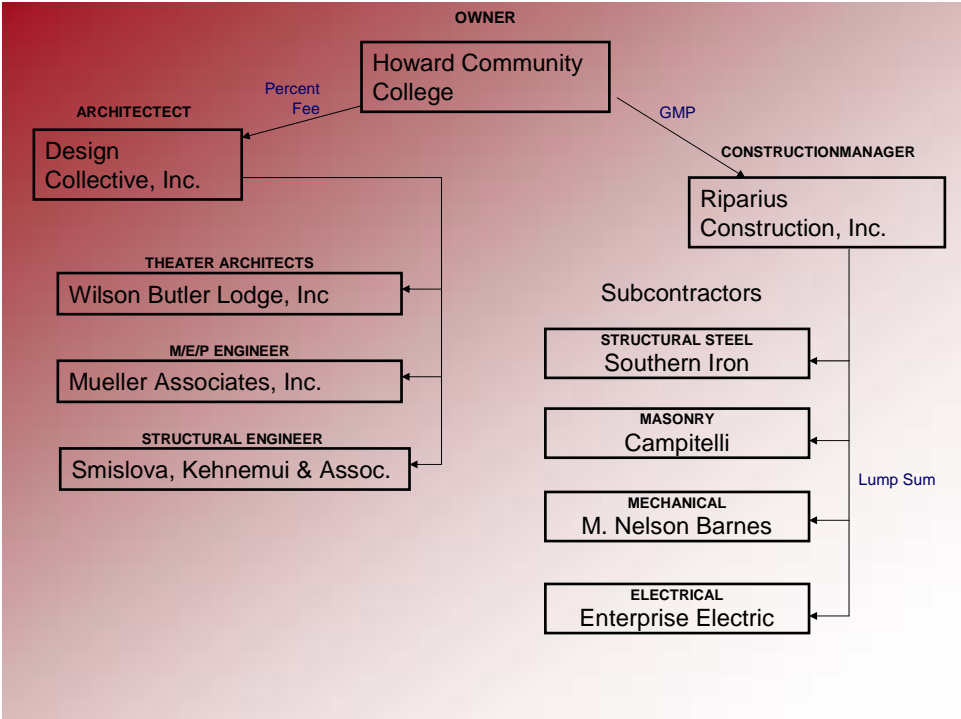 OWNER
Howard Community
College
Percent
Fee
GMP
ARCHITECTECT
Design
Collective, Inc.
CONSTRUCTIONMANAGER
Riparius
Construction, Inc.
THEATER ARCHITECTS
Wilson Butler Lodge, Inc
M/E/P ENGINEER
Mueller Associates, Inc.
STRUCTURAL ENGINEER
Smislova, Kehnemui & Assoc.
Subcontractors
STRUCTURAL STEEL
Southern Iron
MASONRY
Campitelli
Lump Sum
MECHANICAL
M. Nelson Barnes
ELECTRICAL
Enterprise Electric